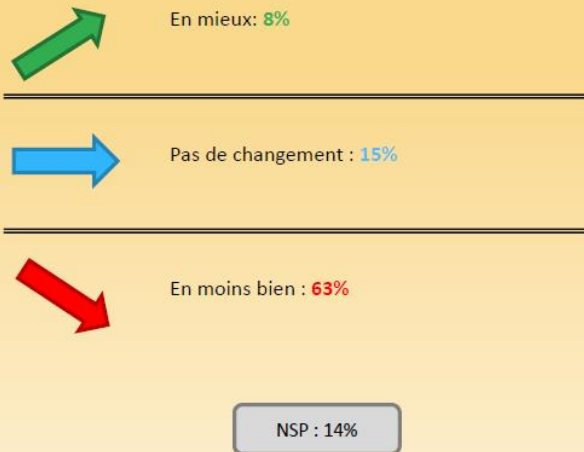 En mieux: 8%
Pas de changement : 15%
En moins bien : 63%
NSP : 14%